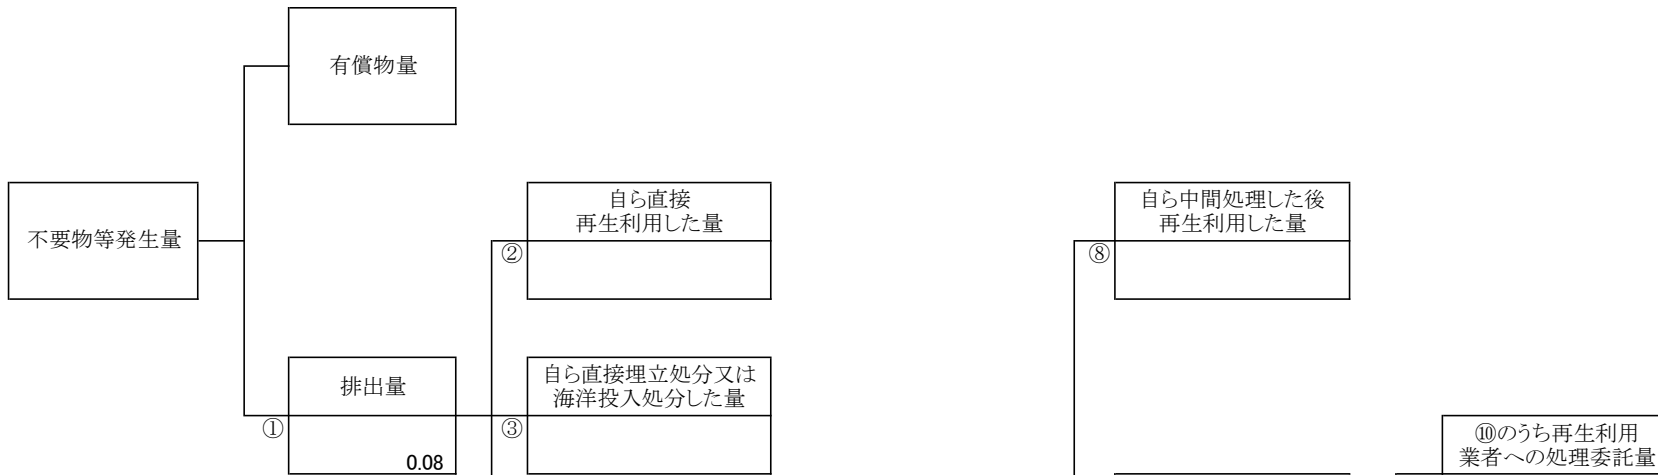 有償物量
不要物等発生量
自ら直接
再生利用した量
②
自ら中間処理した後
再生利用した量
⑧
排出量
①
0.08
自ら直接埋立処分又は
海洋投入処分した量
③
⑩のうち再生利用
業者への処理委託量